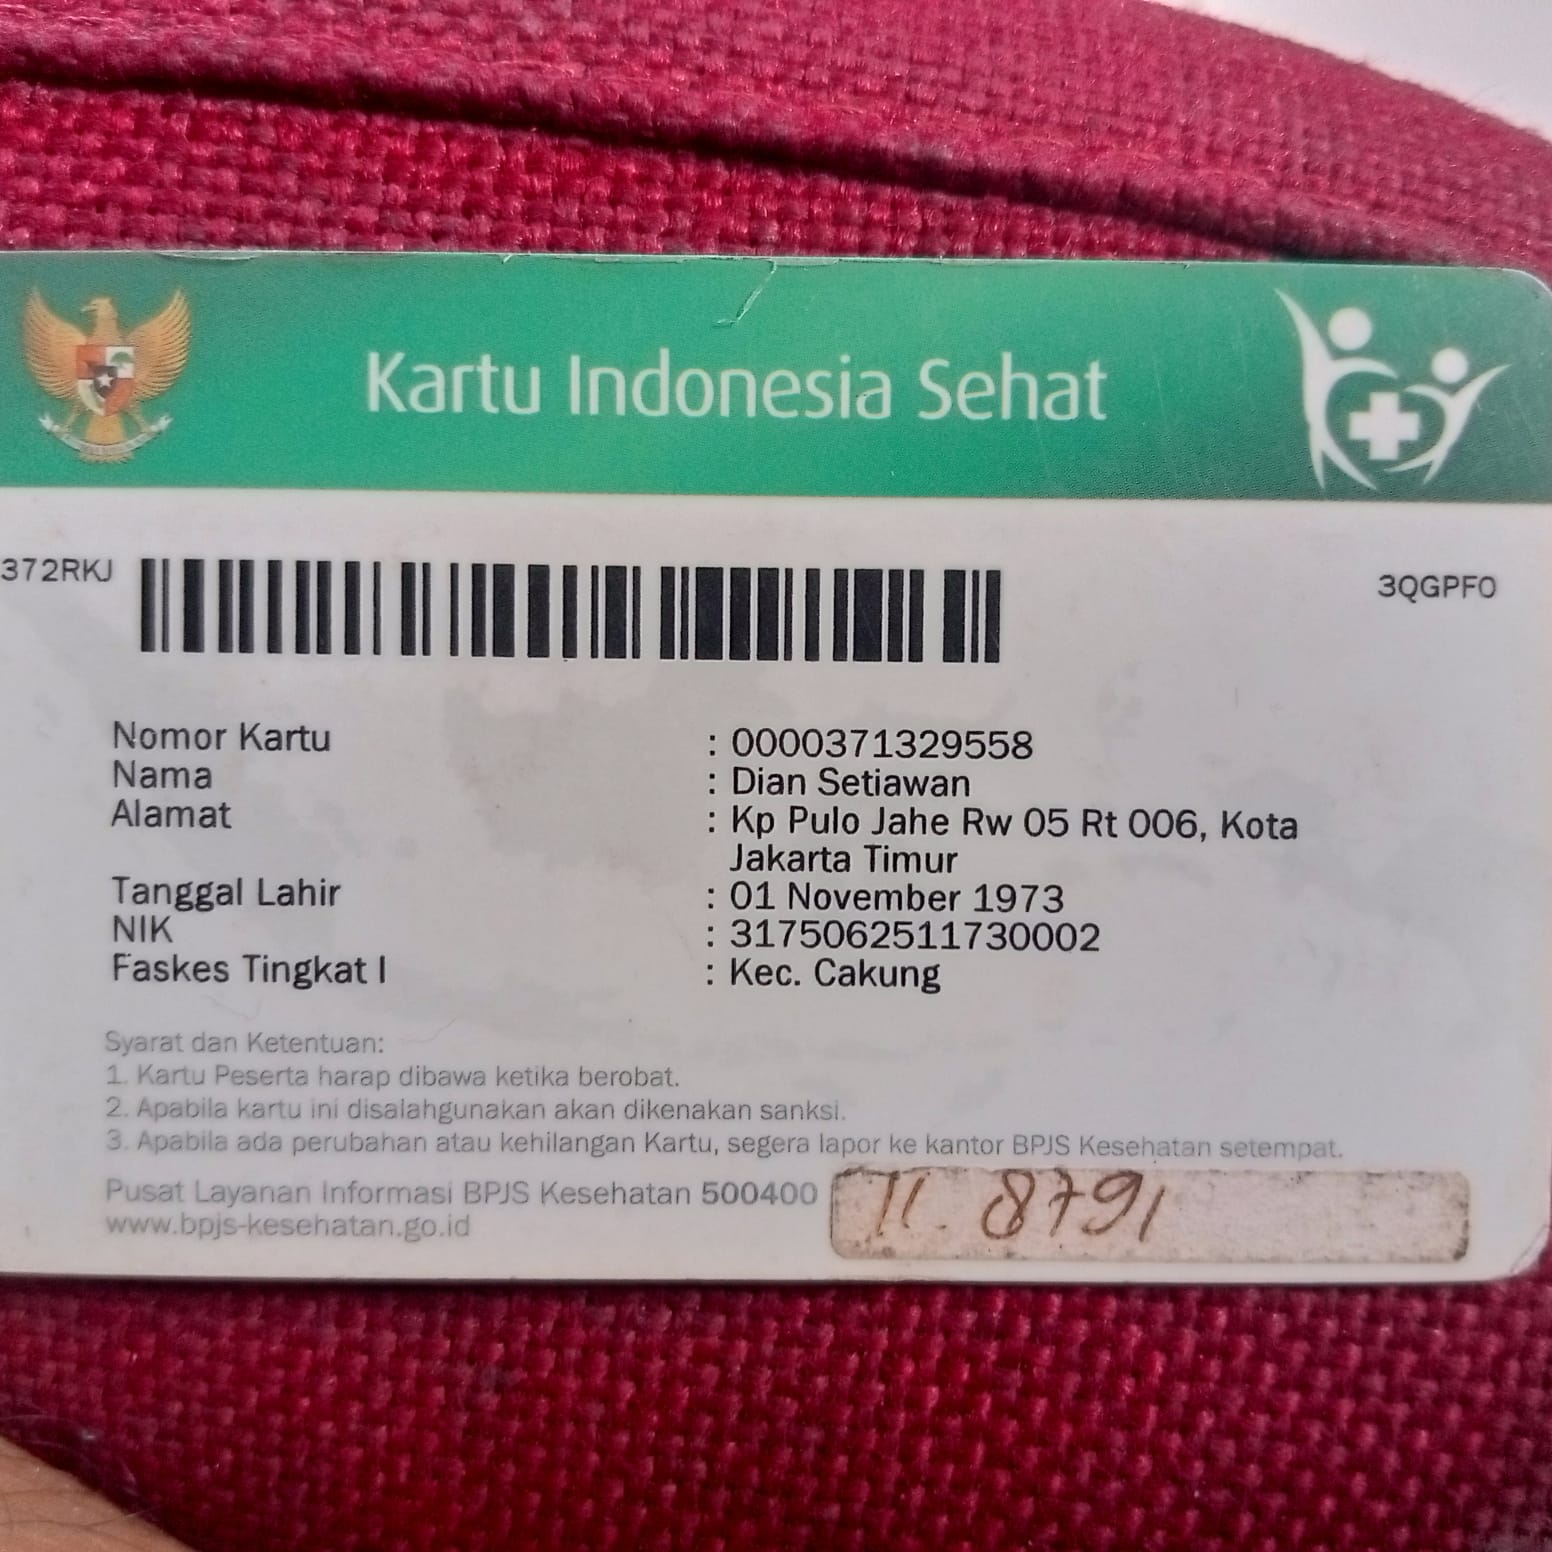 Kartu Indonesia Sehat
372RKJ 3QGPFO
Nomor Kartu : 0000371329558
Nama : Dian Setiawan
Alamat : Kp Pulo Jahe Rw 05 Rt 006, Kota
Jakarta Timur
Tanggal Lahir : 01 November 1973
NIK : 3175062511730002
Faskes Tingkat I : Kec. Cakung
Syarat dan Ketentuan:
1. Kartu Peserta harap dibawa ketika berobat.
2. Apabila kartu ini disalahgunakan akan dikenakan sanksi.
3. Apabila ada perubahan atau kehilangan Kartu, segera lapor ke kantor BPJS Kesehatan setempat.
Pusat Layanan Informasi BPJS Kesehatan 500400
www.bpjs-kesehatan.go.id
8791